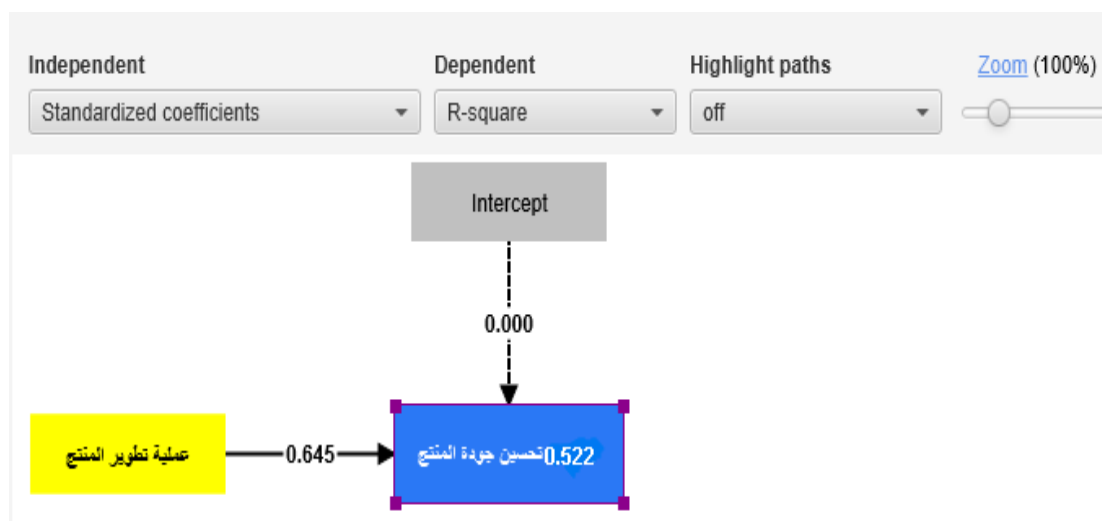 Independent Dependent Highlight paths Zoom (100%)
Standardized coefficients R-square off
Intercept
0.000
عملية تطوير المنتج
0.645
تحسين جودة المنتج 0.522